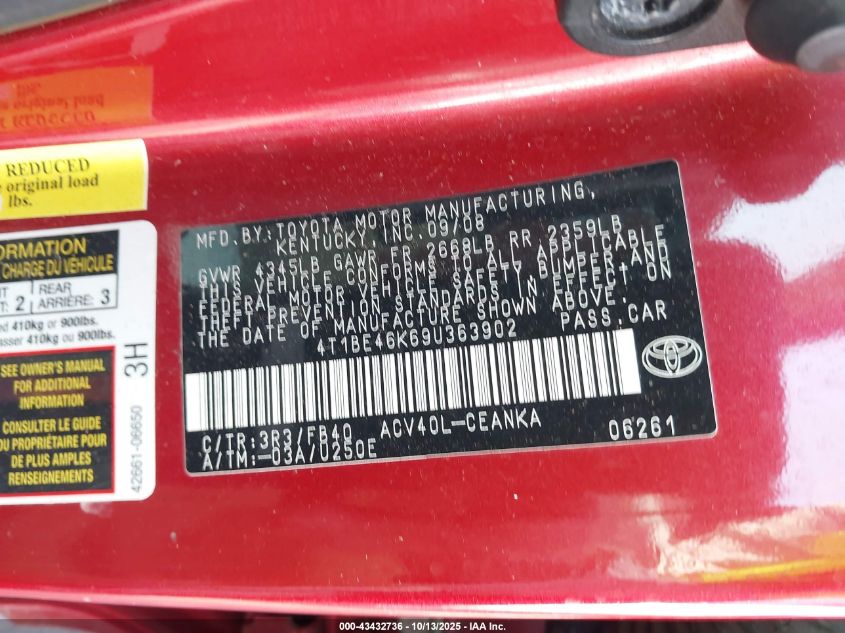 REDUCED
original load
lbs.
FORMATION
CHARGE DU VÉHICULE
2
REAR
ARRIÈRE: 3
410kg or 900lbs.
asser 410kg or 900lbs.
SEE OWNER'S MANUAL
FOR ADDITIONAL
INFORMATION
CONSULTER LE GUIDE
DU PROPRIÉTAIRE POUR
DE PLUS AMPLES
RENSEIGNEMENTS
3H
42661-06650
MFD. BY: TOYOTA MOTOR MANUFACTURING,
KENTUCKY, INC. 09/08
GVWR 4345LB GAWR FR 2668LB RR 2359LB
THIS VEHICLE CONFORMS TO ALL APPLICABLE
FEDERAL MOTOR VEHICLE SAFETY, BUMPER AND
THEFT PREVENTION STANDARDS IN EFFECT ON
THE DATE OF MANUFACTURE SHOWN ABOVE.
4T1BE46K69U363902 PASS. CAR
C/TR: 3R3/FB40 ACV40L-CEANKA 06261
A/TM: -03A/U250E
000-43432736 - 10/13/2025 - IAA Inc.